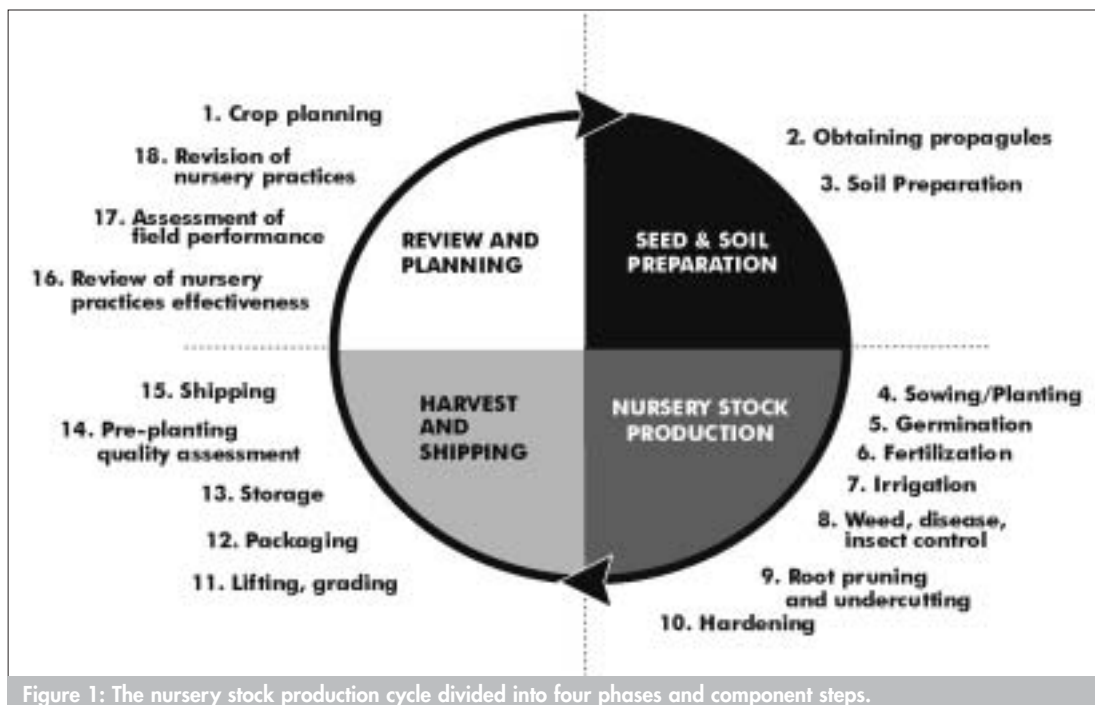 1. Crop planning
18. Revision of
nursery practices
17. Assessment of
field performance
16. Review of nursery
practices effectiveness
REVIEW AND
PLANNING
SEED & SOIL
PREPARATION
2. Obtaining propagules
3. Soil Preparation
15. Shipping
14. Pre-planting
quality assessment
13. Storage
12. Packaging
11. Lifting, grading
HARVEST
AND
SHIPPING
NURSERY STOCK
PRODUCTION
4. Sowing/Planting
5. Germination
6. Fertilization
7. Irrigation
8. Weed, disease,
insect control
9. Root pruning
and undercutting
10. Hardening
Figure 1: The nursery stock production cycle divided into four phases and component steps.